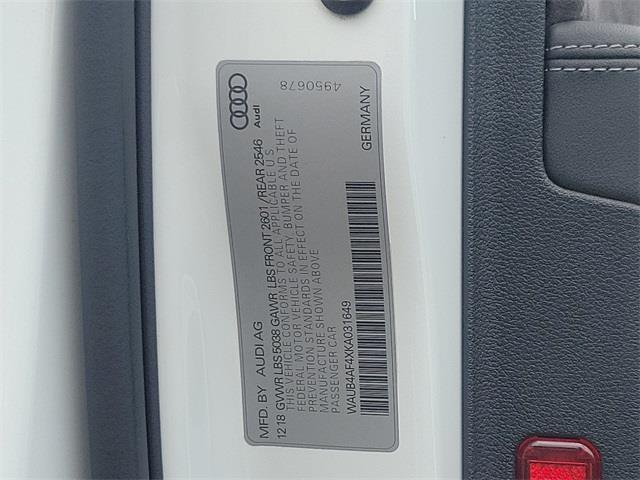 MFD. BY AUDI AG
Audi
12 18 GVWR LBS 5038 GAWR LBS FRONT 2601/REAR 2546
THIS VEHICLE CONFORMS TO ALL APPLICABLE U S
FEDERAL MOTOR VEHICLE SAFETY, BUMPER AND THEFT
PREVENTION STANDARDS IN EFFECT ON THE DATE OF
MANUFACTURE SHOWN ABOVE
PASSENGER CAR
4950678
WAUB4AF4XKA031649
GERMANY